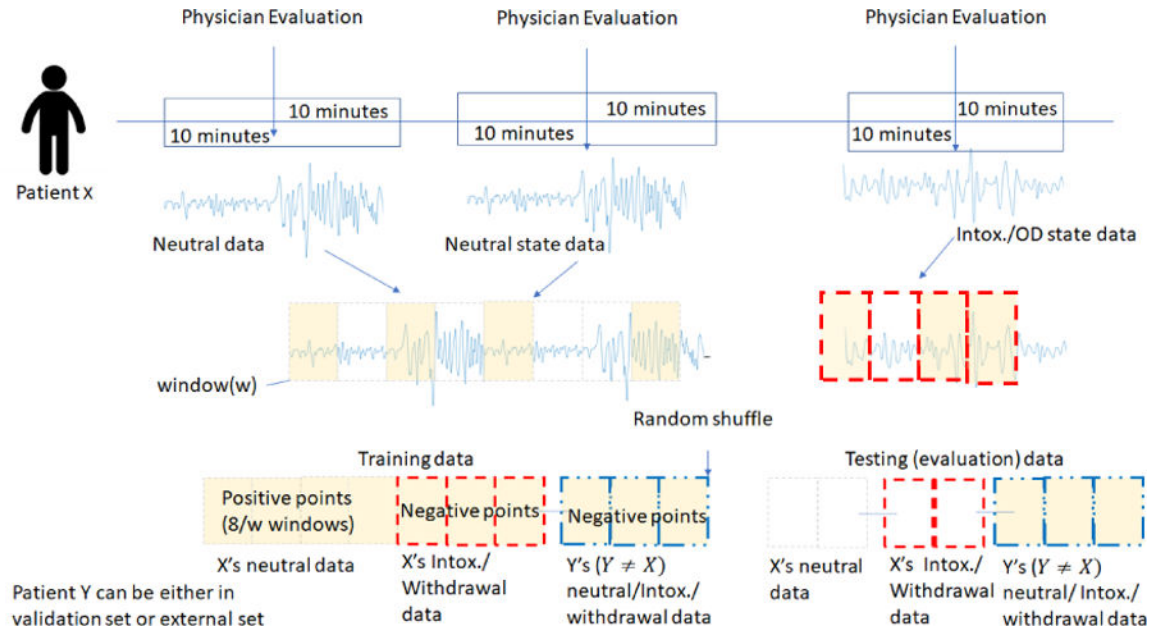 Physician Evaluation
Physician Evaluation
Physician Evaluation
10 minutes
10 minutes
10 minutes
10 minutes
10 minutes
10 minutes
Patient X
Neutral data
Neutral state data
Intox./OD state data
window(w)
Random shuffle
Training data
Testing (evaluation) data
Positive points
(8/w windows)
Negative points
Negative points
X's neutral data
X's Intox./
Withdrawal
data
Y's (Y ≠ X)
neutral/Intox./
withdrawal data
X's neutral
data
X's Intox./
Withdrawal
data
Y's (Y ≠ X)
neutral/ Intox./
withdrawal data
Patient Y can be either in
validation set or external set